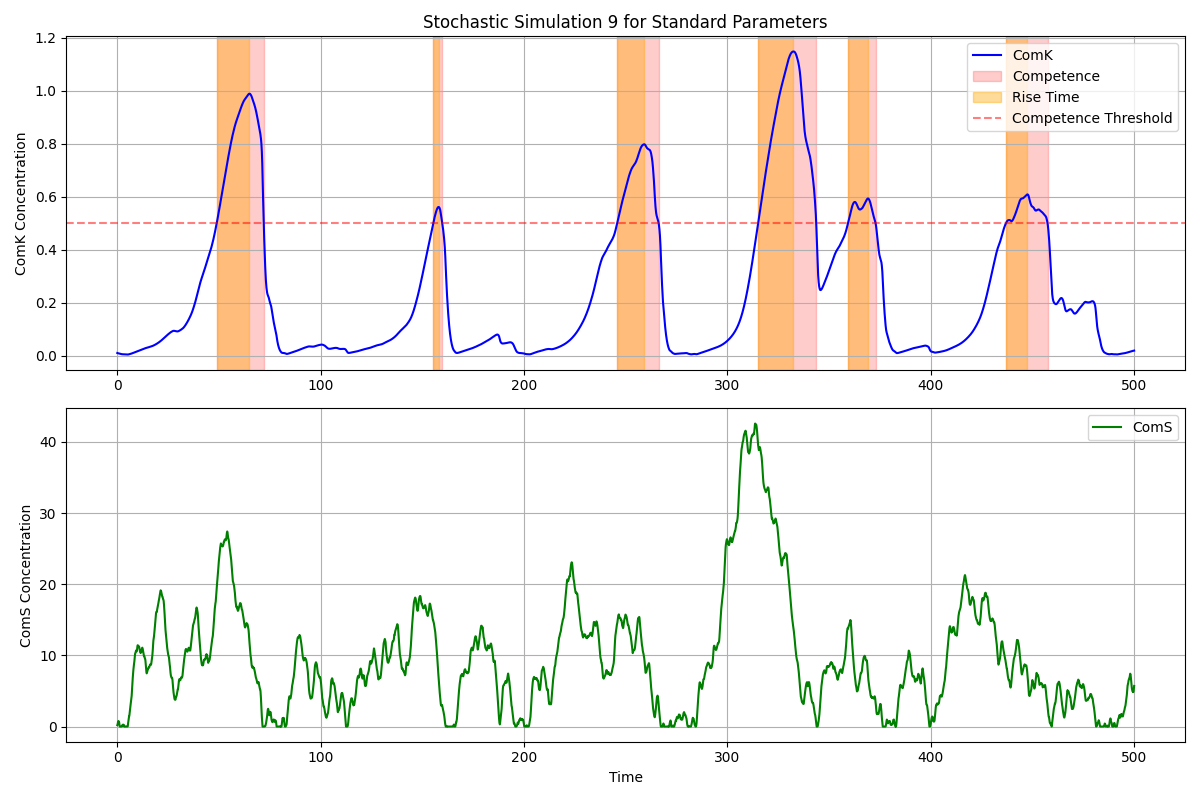 Stochastic Simulation 9 for Standard Parameters
ComK Concentration
1.2
1.0
0.8
0.6
0.4
0.2
0.0
ComK
Competence
Rise Time
Competence Threshold
0 100 200 300 400 500
ComS Concentration
40
30
20
10
0
ComS
0 100 200 300 400 500
Time